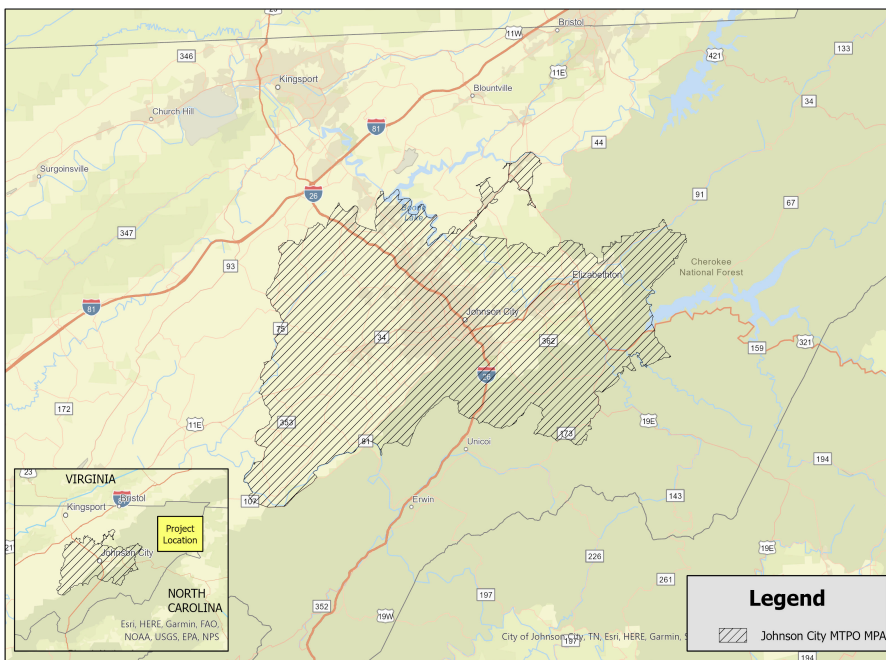 346
11W
Bristol
133
Kingsport
11E
421
Blountville
34
Church Hill
81
44
Surgoinsville
26
91
67
Boone
Lake
347
93
Cherokee
National Forest
Elizabethton
81
75
Johnson City
34
362
159
321
26
172
353
11E
81
173
19E
Unicoi
194
23
VIRGINIA
Bristol
Kingsport
107
Erwin
143
Project
Location
21
Johnson City
19E
226
261
NORTH
CAROLINA
197
352
19W
Legend
Esri, HERE, Garmin, FAO,
NOAA, USGS, EPA, NPS
City of Johnson City, TN, Esri, HERE, Garmin,
197
Johnson City MTPO MPA
194